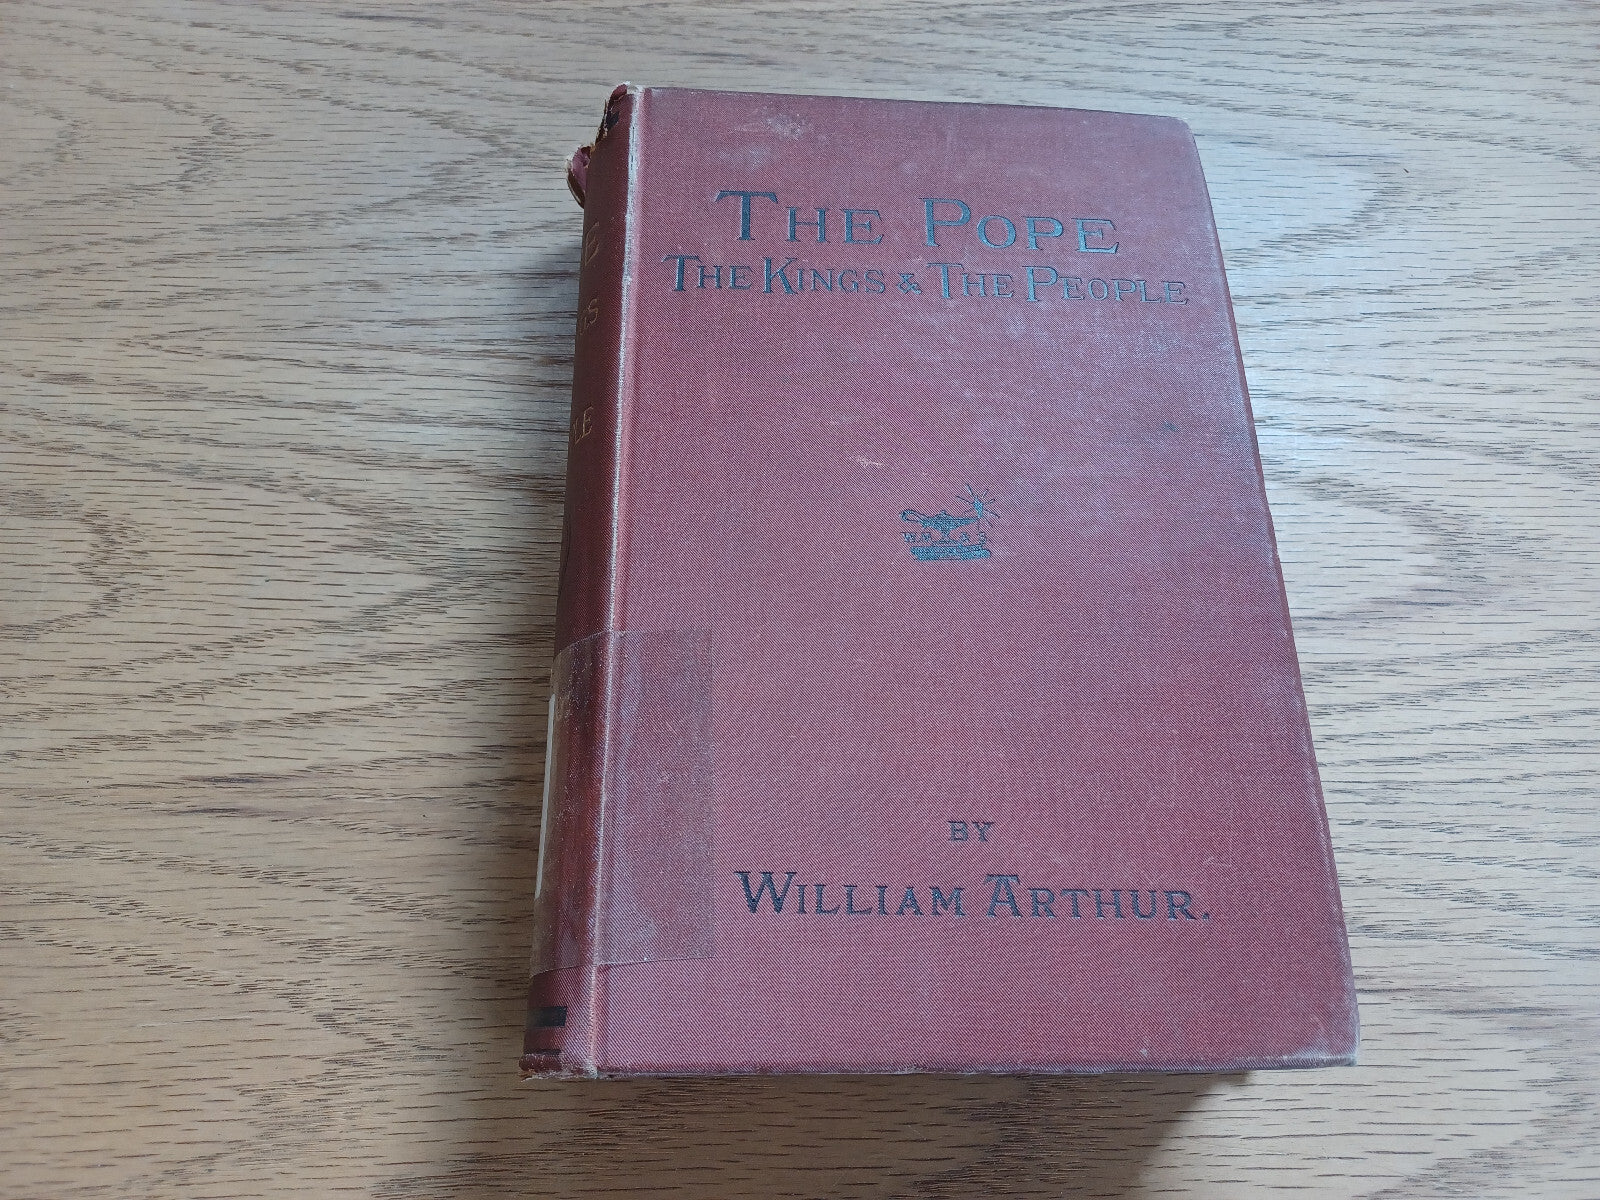 THE POPE
THE KINGS & THE PEOPLE
BY
WILLIAM ARTHUR.